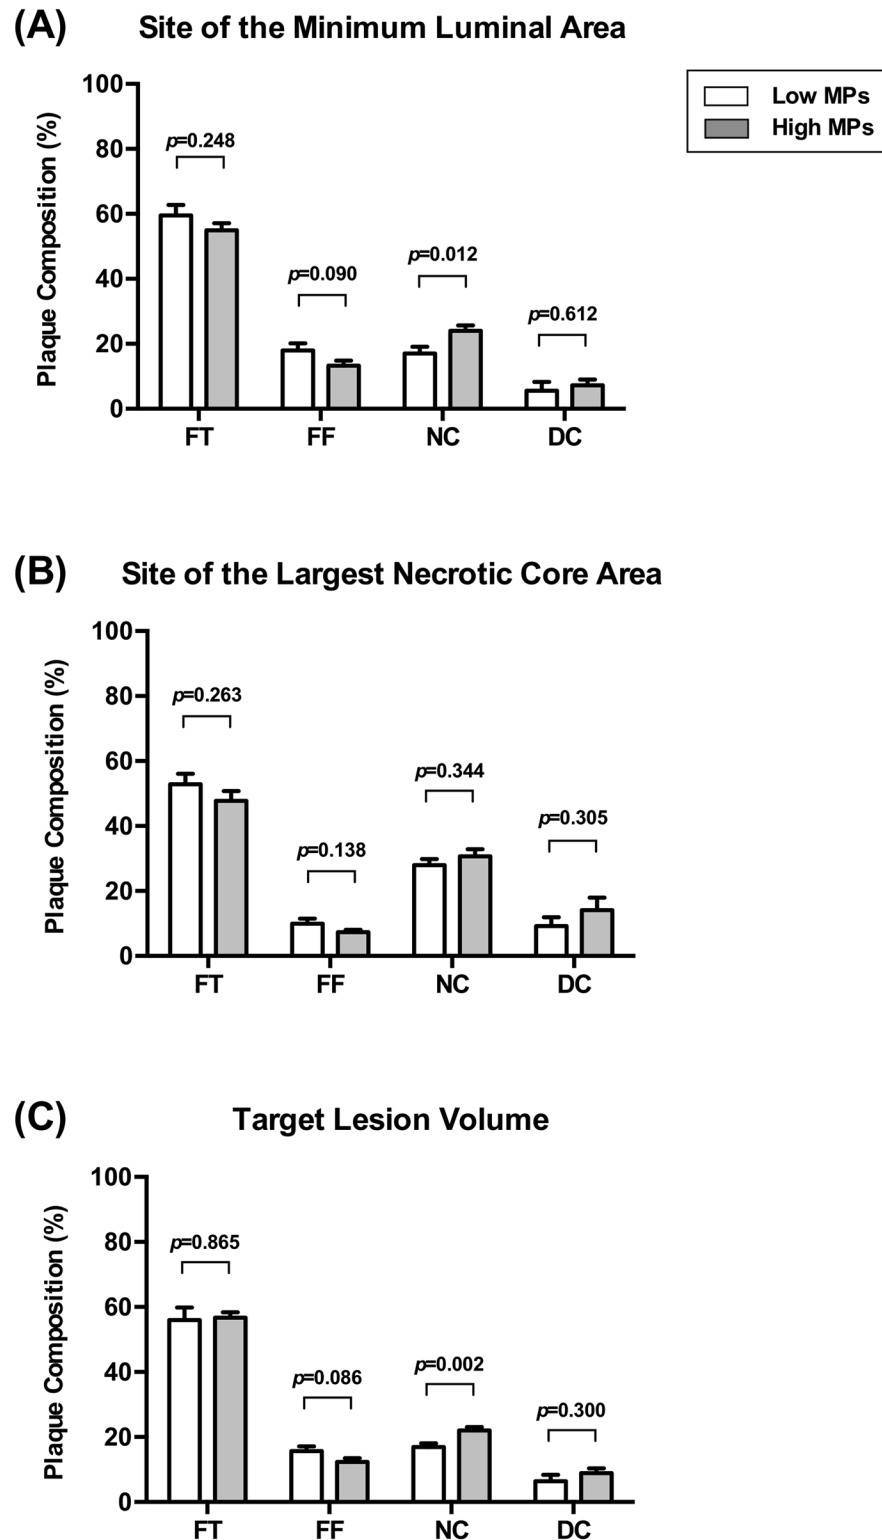 (A) Site of the Minimum Luminal Area
Low MPs
High MPs
Plaque Composition (%)
100
80
60
40
20
0
p=0.248
p=0.090
p=0.012
p=0.612
FT FF NC DC
(B) Site of the Largest Necrotic Core Area
Plaque Composition (%)
100
80
60
40
20
0
p=0.263
p=0.138
p=0.344
p=0.305
FT FF NC DC
(C) Target Lesion Volume
Plaque Composition (%)
100
80
60
40
20
0
p=0.865
p=0.086
p=0.002
p=0.300
FT FF NC DC